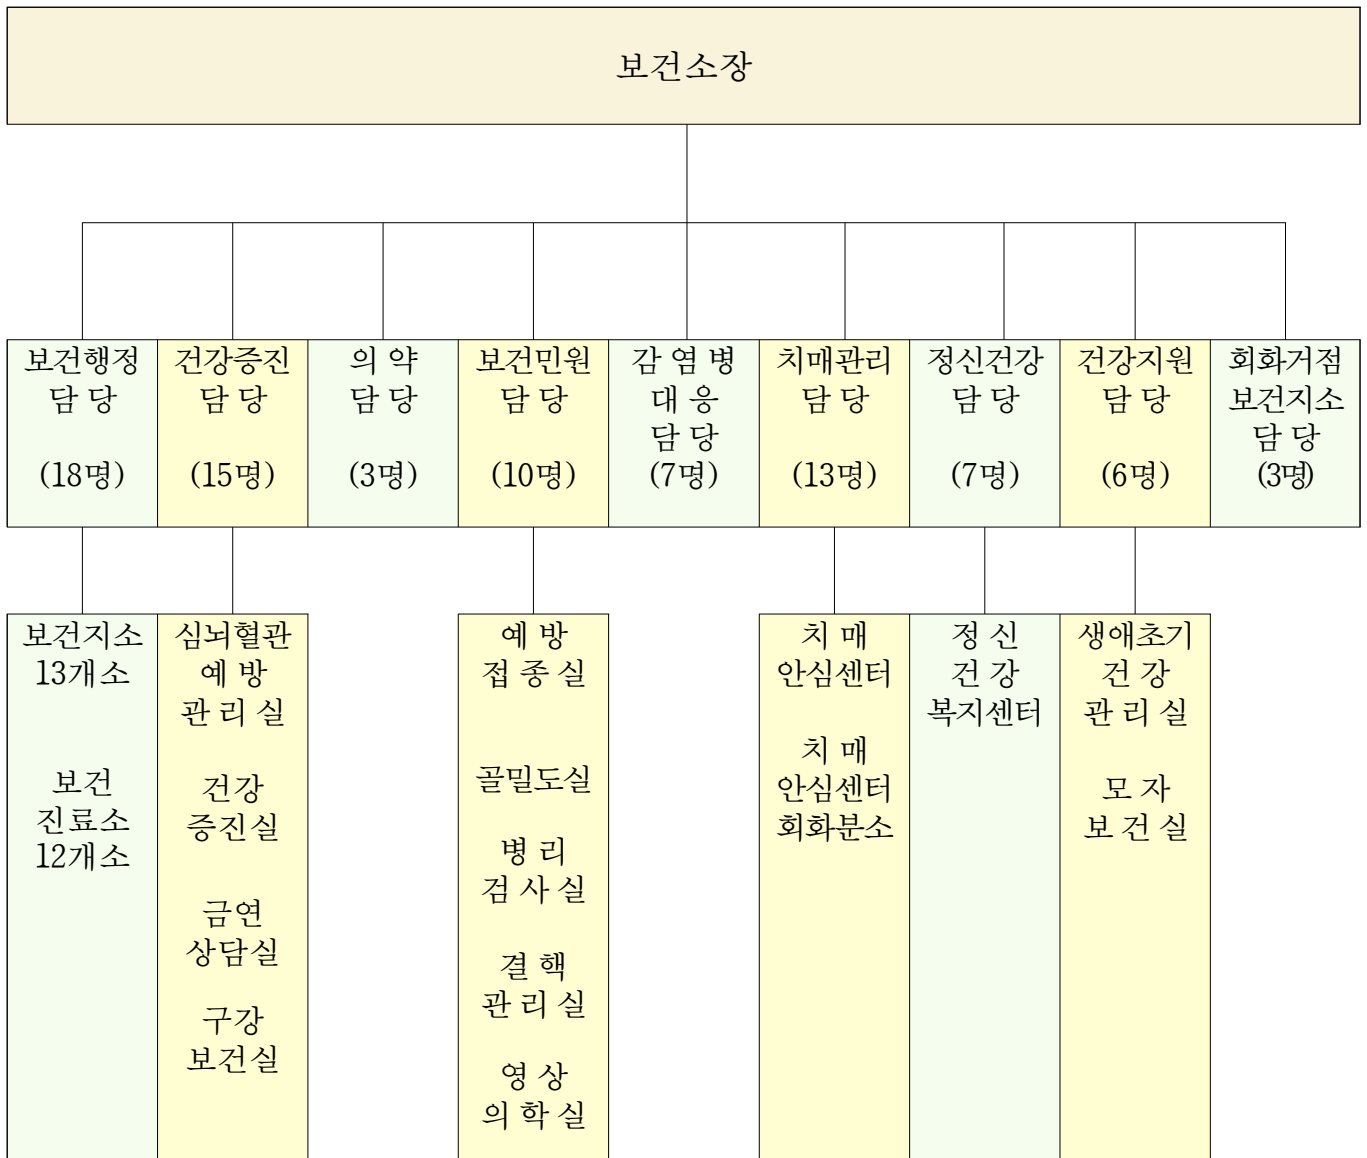 보건소장
보건행정
담 당
(18명)
건강증진
담 당
(15명)
의 약
담 당
(3명)
보건민원
담 당
(10명)
감 염 병
대 응
담 당
(7명)
치매관리
담 당
(13명)
정신건강
담 당
(7명)
건강지원
담 당
(6명)
회화거점
보건지소
담 당
(3명)
보건지소
13개소
보건
진료소
12개소
심뇌혈관
예 방
관 리 실
건강
증진실
금연
상담실
구강
보건실
예 방
접 종 실
골밀도실
병 리
검 사 실
결 핵
관 리 실
영 상
의 학 실
치 매
안심센터
치 매
안심센터
회화분소
정 신
건 강
복지센터
생애초기
건 강
관 리 실
모 자
보 건 실